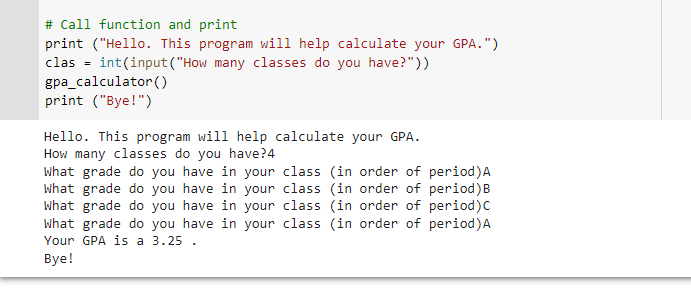 # Call function and print
print ("Hello. This program will help calculate your GPA.")
clas = int(input("How many classes do you have?"))
gpa_calculator()
print ("Bye!")
Hello. This program will help calculate your GPA.
How many classes do you have?4
What grade do you have in your class (in order of period)A
What grade do you have in your class (in order of period)B
What grade do you have in your class (in order of period)C
What grade do you have in your class (in order of period)A
Your GPA is a 3.25 .
Bye!